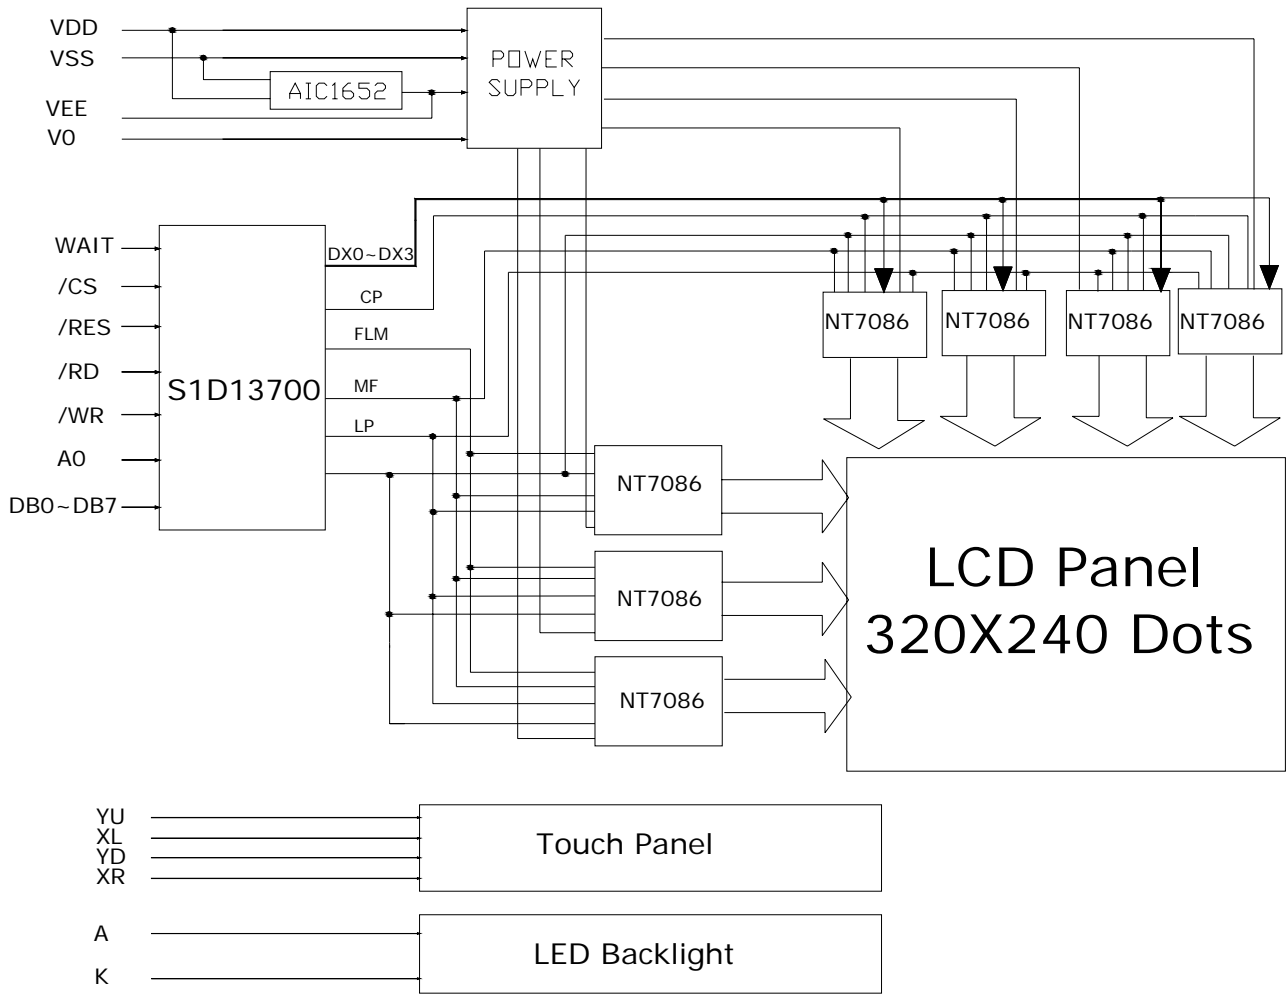 VDD
VSS
VEE
V0
AIC1652
POWER
SUPPLY
WAIT
/CS
/RES
/RD
/WR
A0
DB0~DB7
S1D13700
DX0~DX3
CP
FLM
MF
LP
NT7086
NT7086
NT7086
NT7086
NT7086
NT7086
NT7086
LCD Panel
320X240 Dots
YU
XL
YD
XR
Touch Panel
A
K
LED Backlight